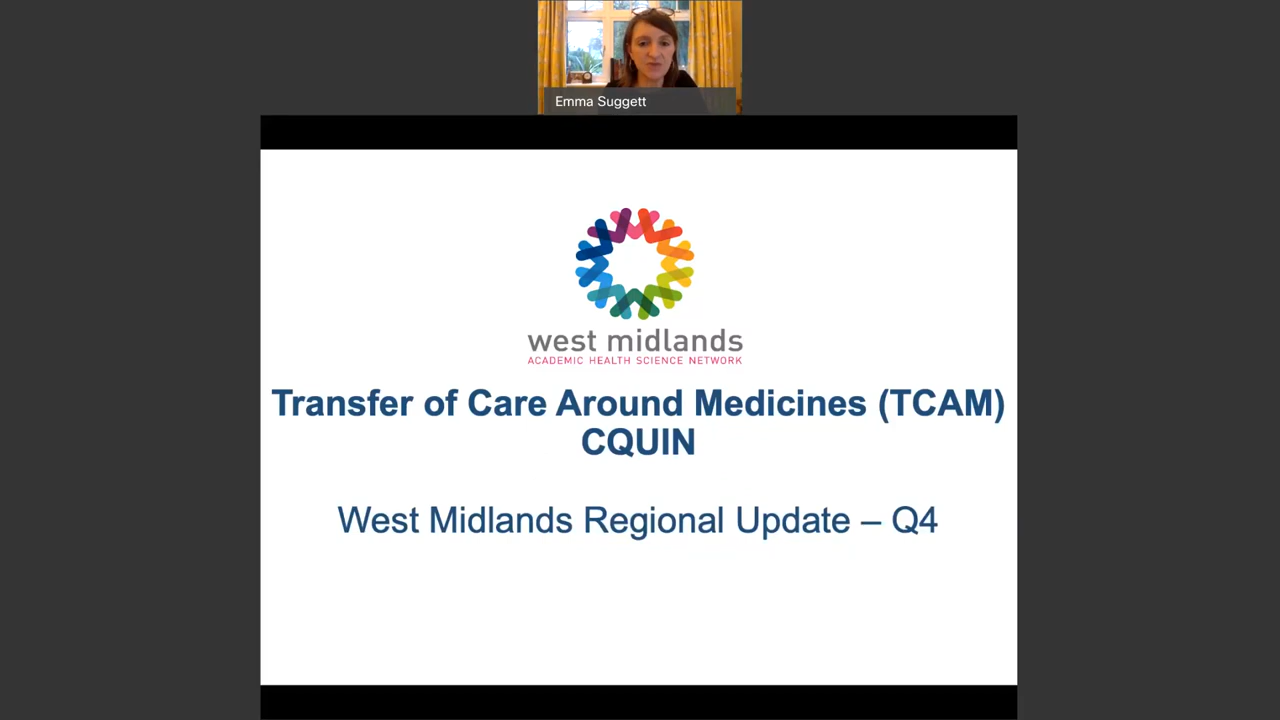 Emma Suggett
west midlands
ACADEMIC HEALTH SCIENCE NETWORK
Transfer of Care Around Medicines (TCAM)
CQUIN
West Midlands Regional Update – Q4